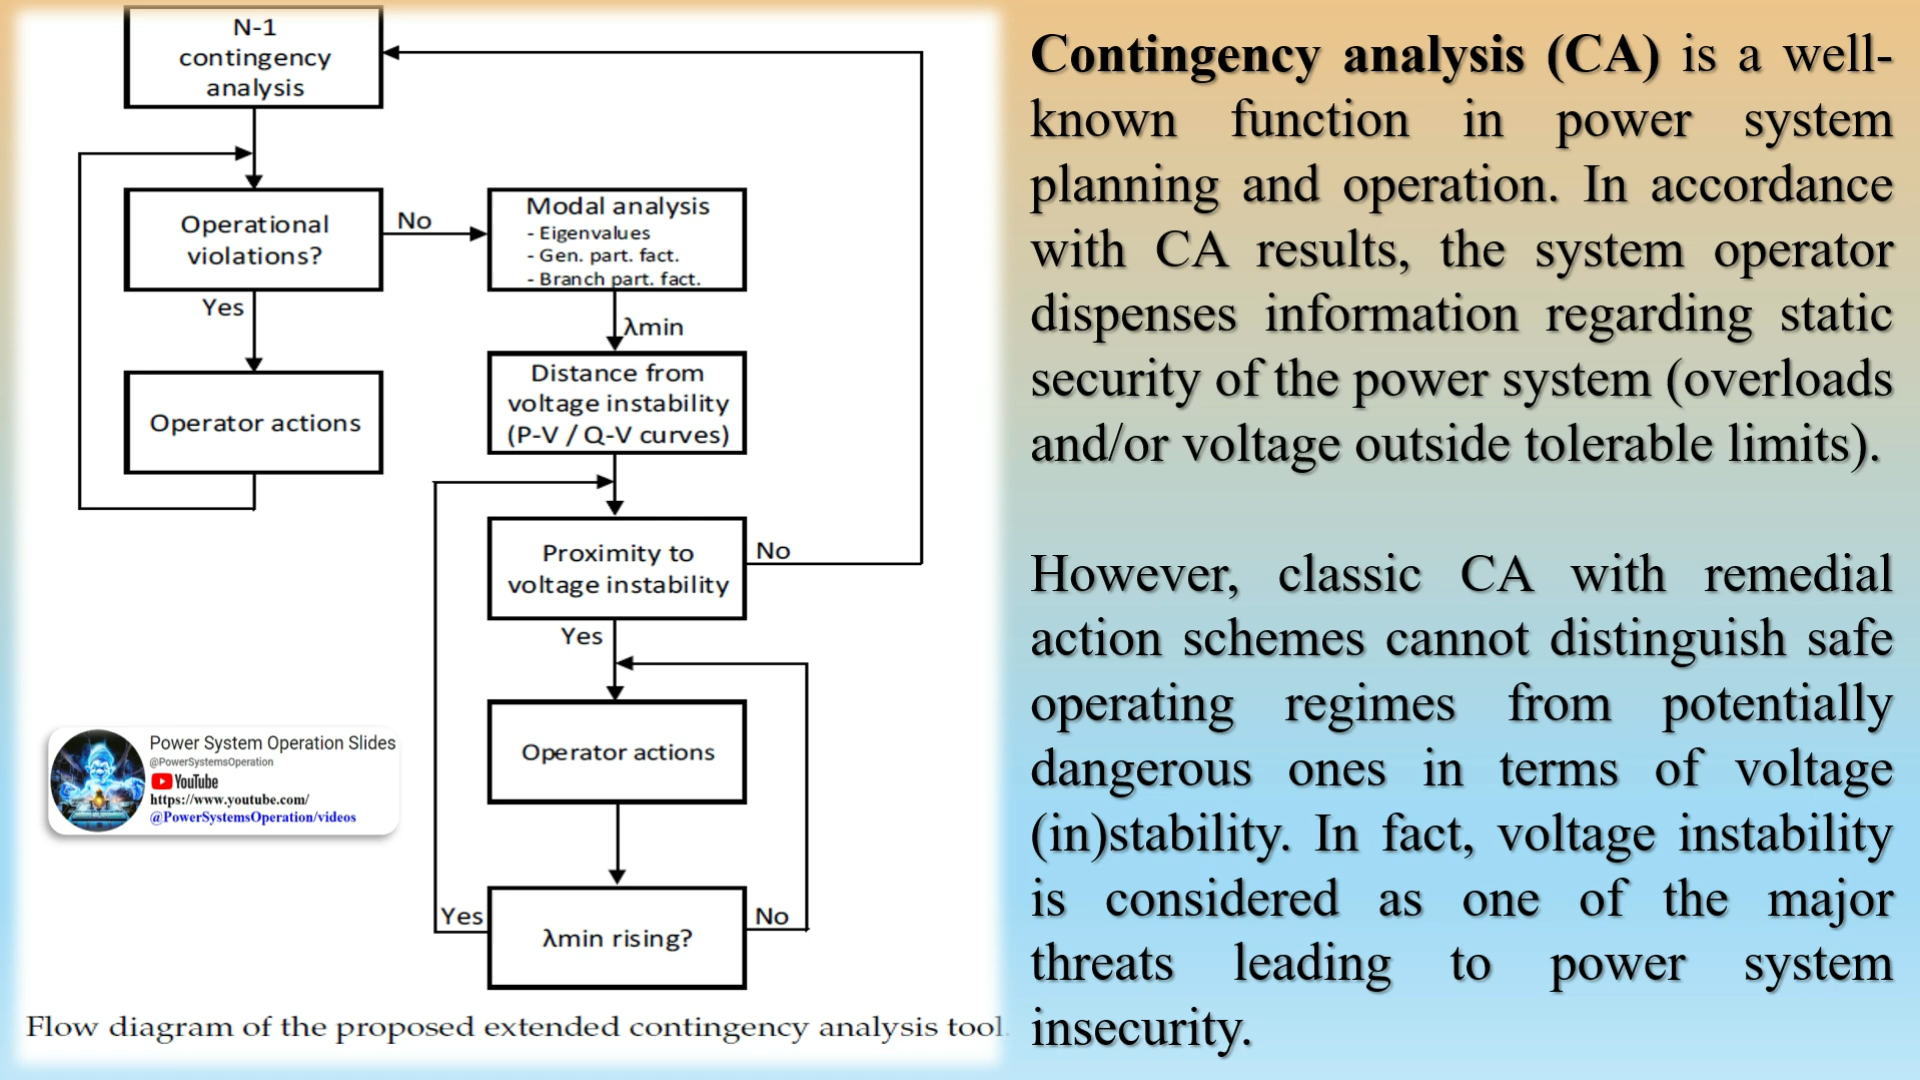 N-1
contingency
analysis
Operational
violations?
No
Yes
Operator actions
Modal analysis
- Eigenvalues
- Gen. part. fact.
- Branch part. fact.
λmin
Distance from
voltage instability
(P-V / Q-V curves)
Proximity to
voltage instability
No
Yes
Operator actions
Yes
λmin rising?
No
Power System Operation Slides
@PowerSystemsOperation
YouTube
https://www.youtube.com/
@PowerSystemsOperation/videos
Flow diagram of the proposed extended contingency analysis tool.
Contingency analysis (CA) is a well-
known function in power system
planning and operation. In accordance
with CA results, the system operator
dispenses information regarding static
security of the power system (overloads
and/or voltage outside tolerable limits).
However, classic CA with remedial
action schemes cannot distinguish safe
operating regimes from potentially
dangerous ones in terms of voltage
(in)stability. In fact, voltage instability
is considered as one of the major
threats leading to power system
insecurity.